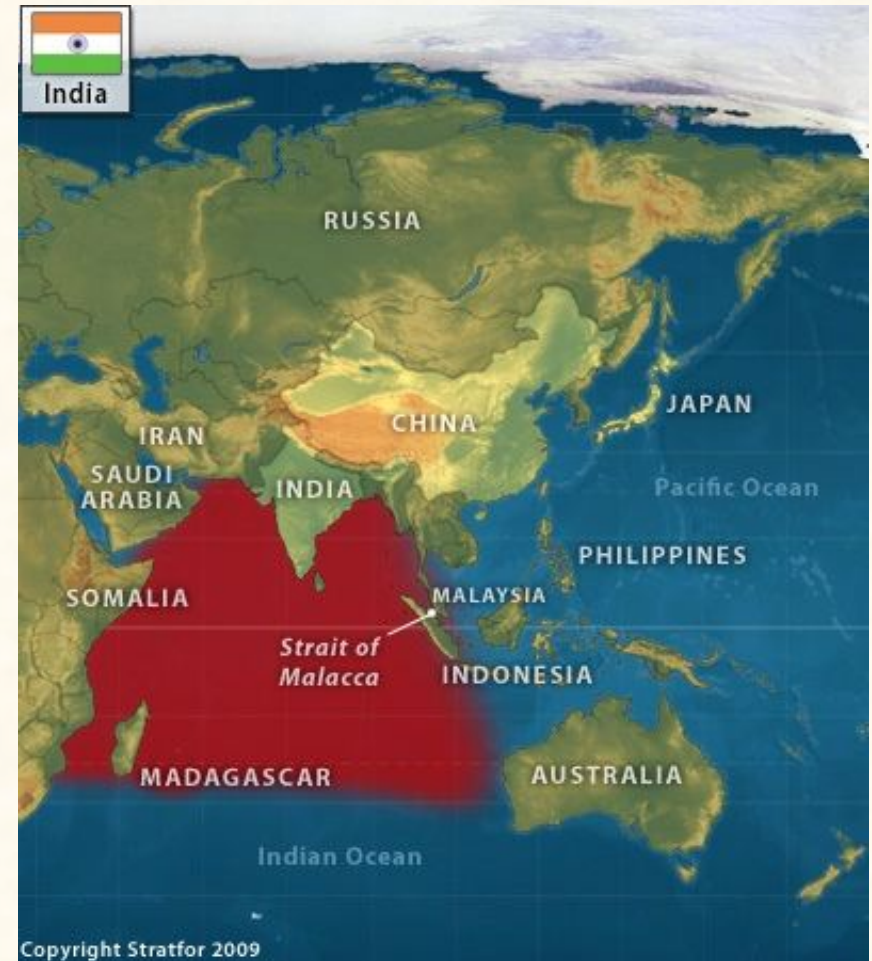 India
RUSSIA
CHINA
JAPAN
IRAN
SAUDI
ARABIA
INDIA
Pacific Ocean
PHILIPPINES
SOMALIA
MALAYSIA
Strait of
Malacca
INDONESIA
MADAGASCAR
AUSTRALIA
Indian Ocean
Copyright Stratfor 2009